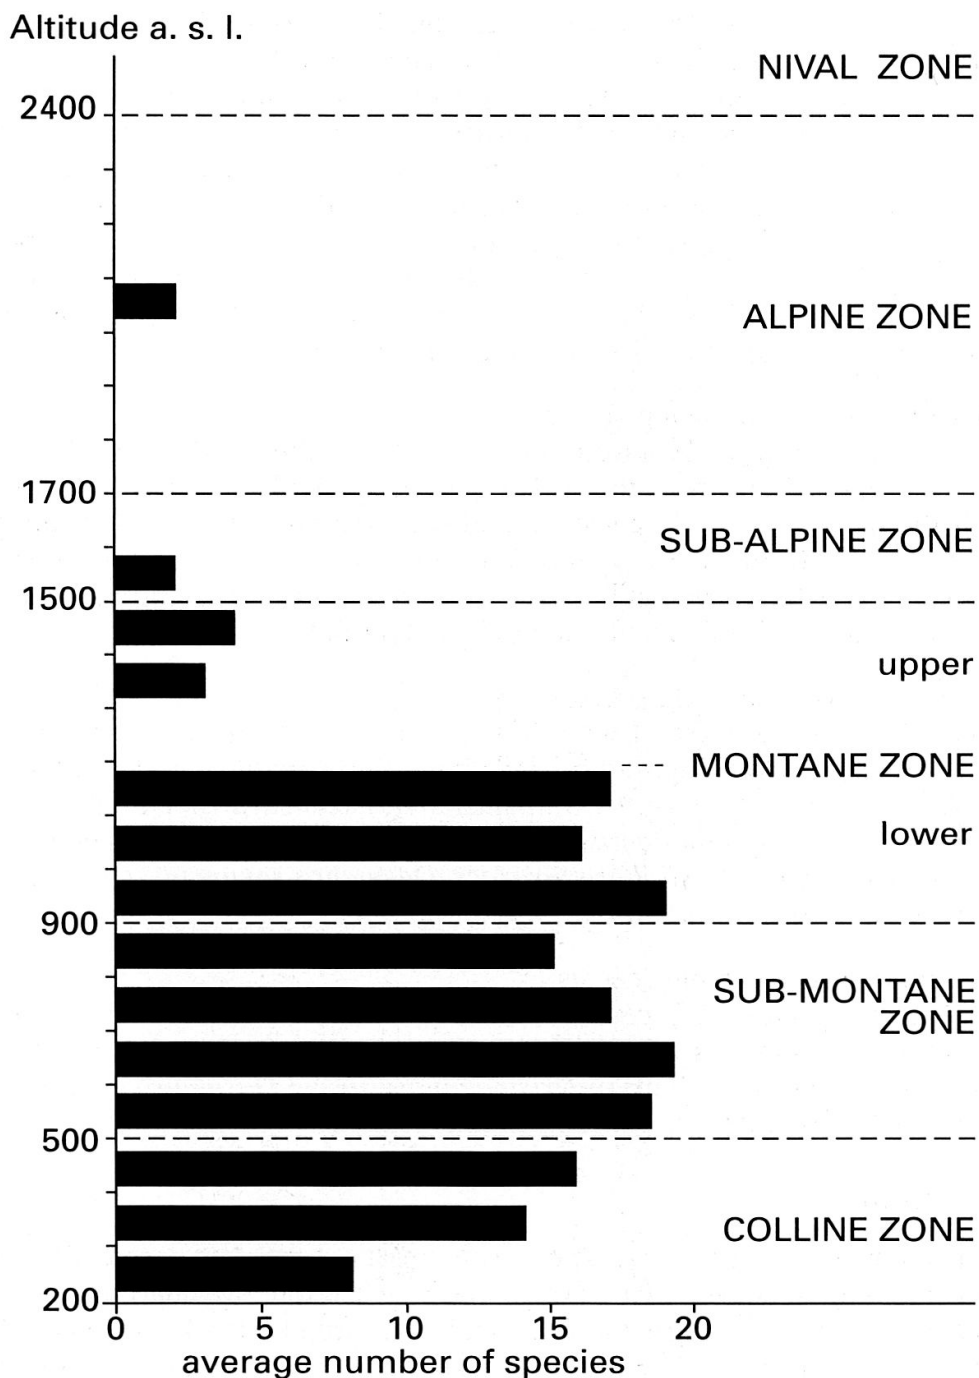 Altitude a. s. l.
NIVAL ZONE
2400
ALPINE ZONE
1700
SUB-ALPINE ZONE
1500
upper
MONTANE ZONE
lower
900
SUB-MONTANE
ZONE
500
COLLINE ZONE
200
0 5 10 15 20
average number of species